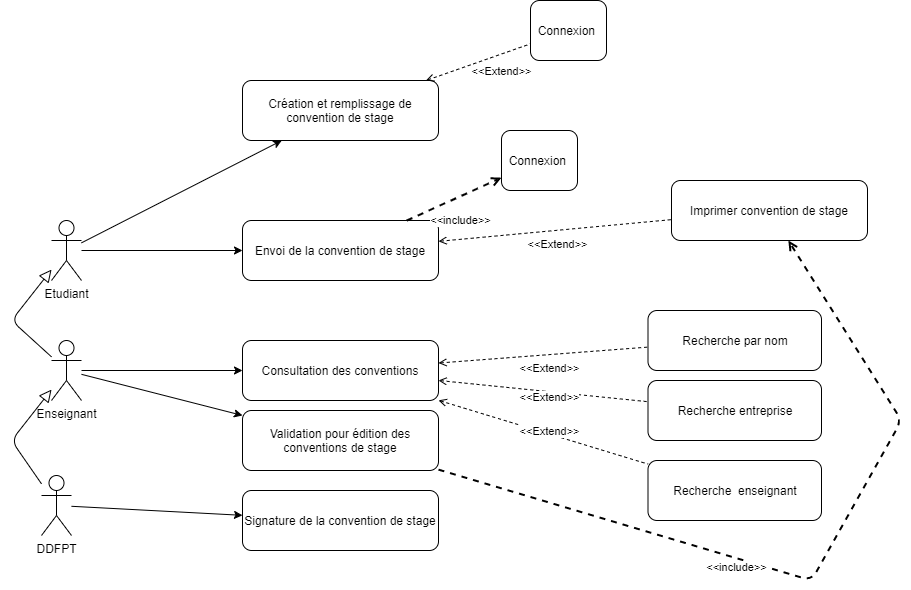 Connexion
<<Extend>>
Création et remplissage de
convention de stage
Connexion
<<include>>
Imprimer convention de stage
Envoi de la convention de stage
<<Extend>>
Etudiant
Recherche par nom
Consultation des conventions
<<Extend>>
<<Extend>>
Recherche entreprise
Enseignant
Validation pour édition des
conventions de stage
<<Extend>>
Recherche enseignant
Signature de la convention de stage
DDFPT
<<include>>